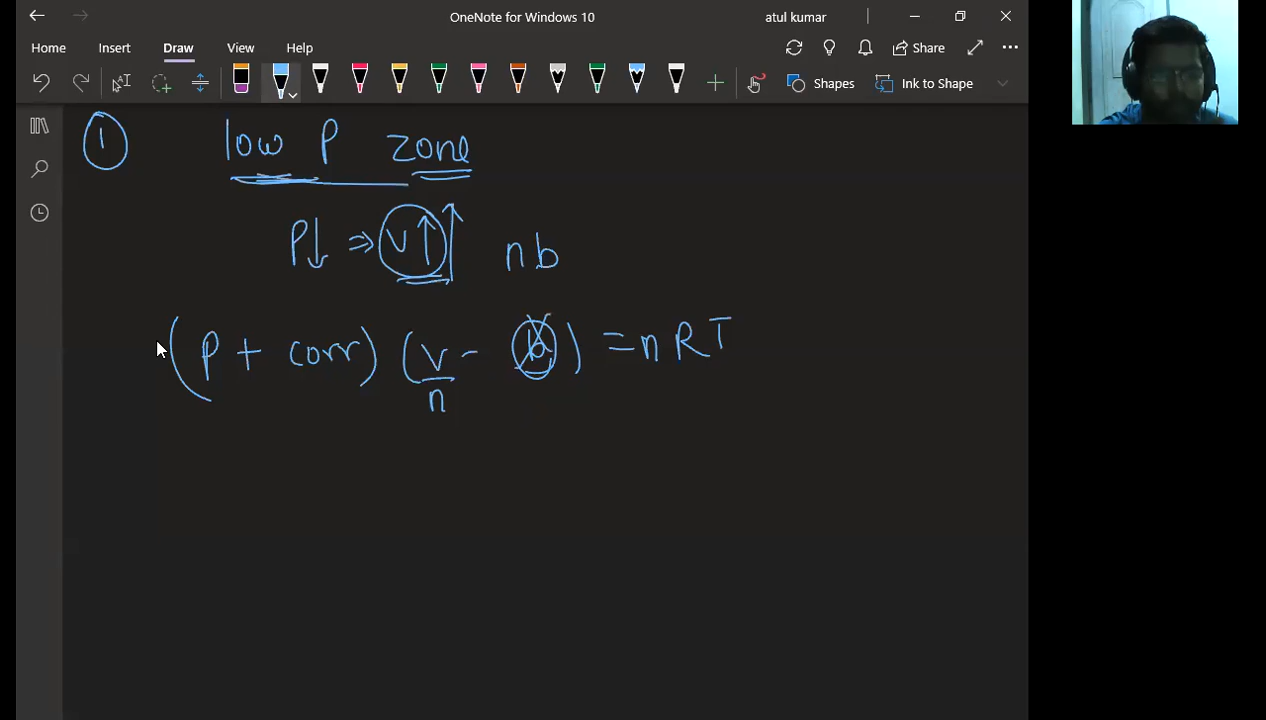 OneNote for Windows 10
atul kumar
Home Insert Draw View Help
Share
Shapes
Ink to Shape
1 low P zone
P↓ ⇒ V↑↑ nb
(P + corr) (V/n - b) = nRT